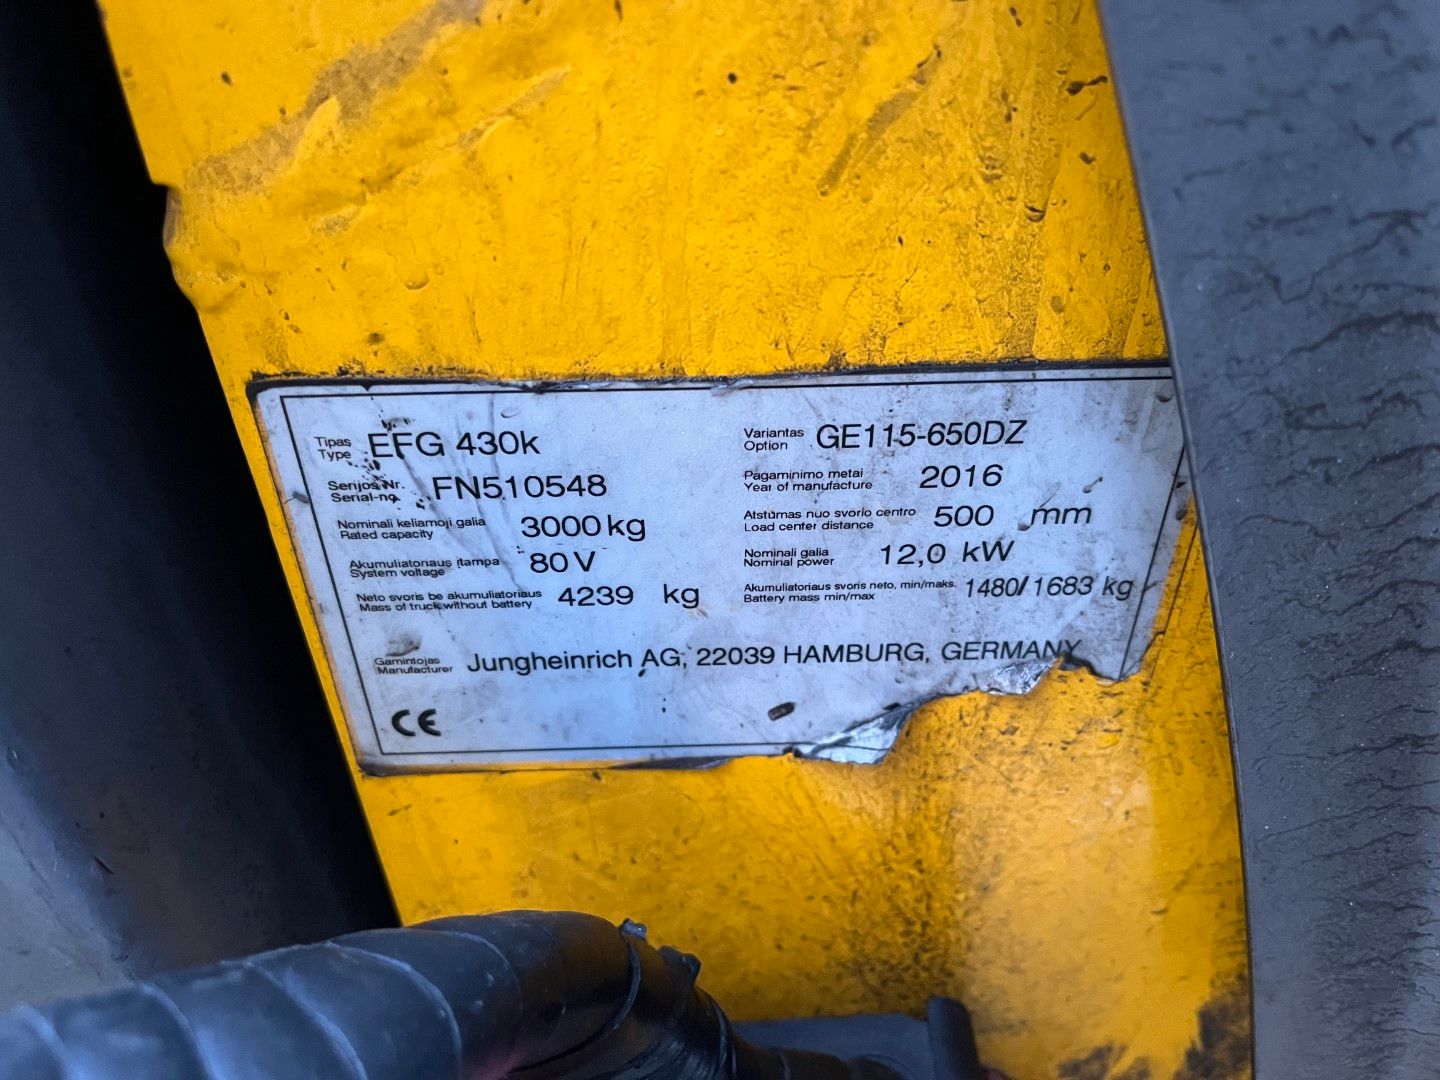 Tipas
Type EFG 430k
Variantas
Option GE115-650DZ
Serijos Nr.
Serial-no. FN510548
Pagaminimo metai
Year of manufacture 2016
Nominali keliamoji galia
Rated capacity 3000 kg
Atstumas nuo svorio centro
Load center distance 500 mm
Akumuliatoriaus įtampa
System voltage 80 V
Nominali galia
Nominal power 12,0 kW
Neto svoris be akumuliatoriaus
Mass of truck without battery 4239 kg
Akumuliatoriaus svoris neto, min/maks.
Battery mass min/max 1480/1683 kg
Gamintojas
Manufacturer Jungheinrich AG, 22039 HAMBURG, GERMANY
CE